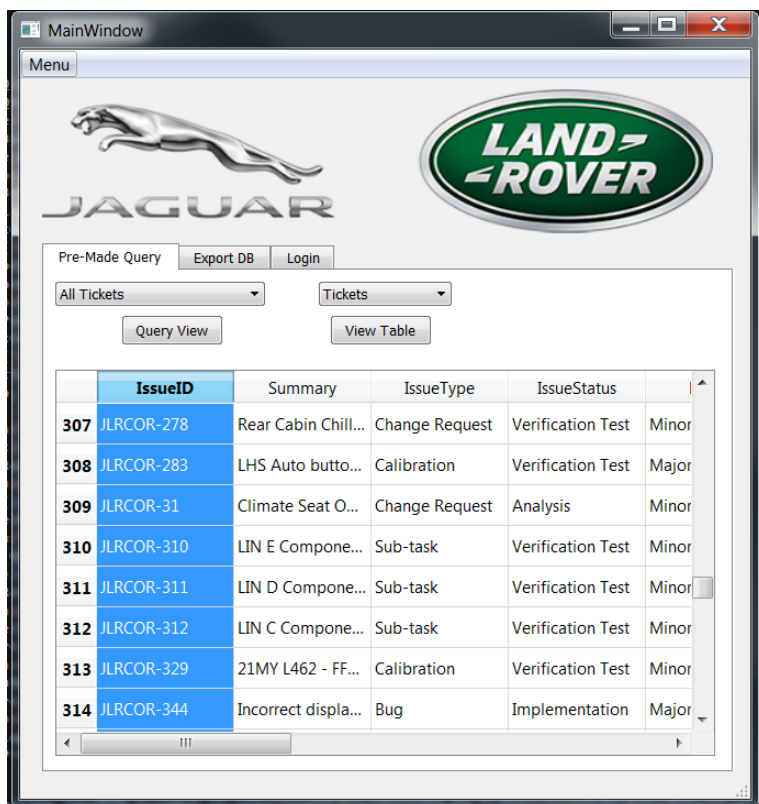 MainWindow
Menu
JAGUAR
LAND-
ROVER
Pre-Made Query Export DB Login
All Tickets Tickets
Query View View Table
IssueID Summary IssueType IssueStatus
307 JLRCOR-278 Rear Cabin Chill... Change Request Verification Test Minor
308 JLRCOR-283 LHS Auto butto... Calibration Verification Test Major
309 JLRCOR-31 Climate Seat O... Change Request Analysis Minor
310 JLRCOR-310 LIN E Compone... Sub-task Verification Test Minor
311 JLRCOR-311 LIN D Compone... Sub-task Verification Test Minor
312 JLRCOR-312 LIN C Compone... Sub-task Verification Test Minor
313 JLRCOR-329 21MY L462 - FF... Calibration Verification Test Minor
314 JLRCOR-344 Incorrect displa... Bug Implementation Major